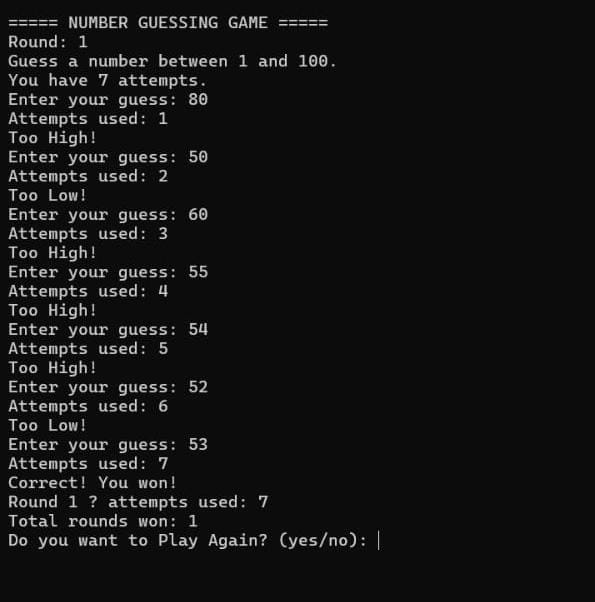 ===== NUMBER GUESSING GAME =====
Round: 1
Guess a number between 1 and 100.
You have 7 attempts.
Enter your guess: 80
Attempts used: 1
Too High!
Enter your guess: 50
Attempts used: 2
Too Low!
Enter your guess: 60
Attempts used: 3
Too High!
Enter your guess: 55
Attempts used: 4
Too High!
Enter your guess: 54
Attempts used: 5
Too High!
Enter your guess: 52
Attempts used: 6
Too Low!
Enter your guess: 53
Attempts used: 7
Correct! You won!
Round 1 ? attempts used: 7
Total rounds won: 1
Do you want to Play Again? (yes/no):